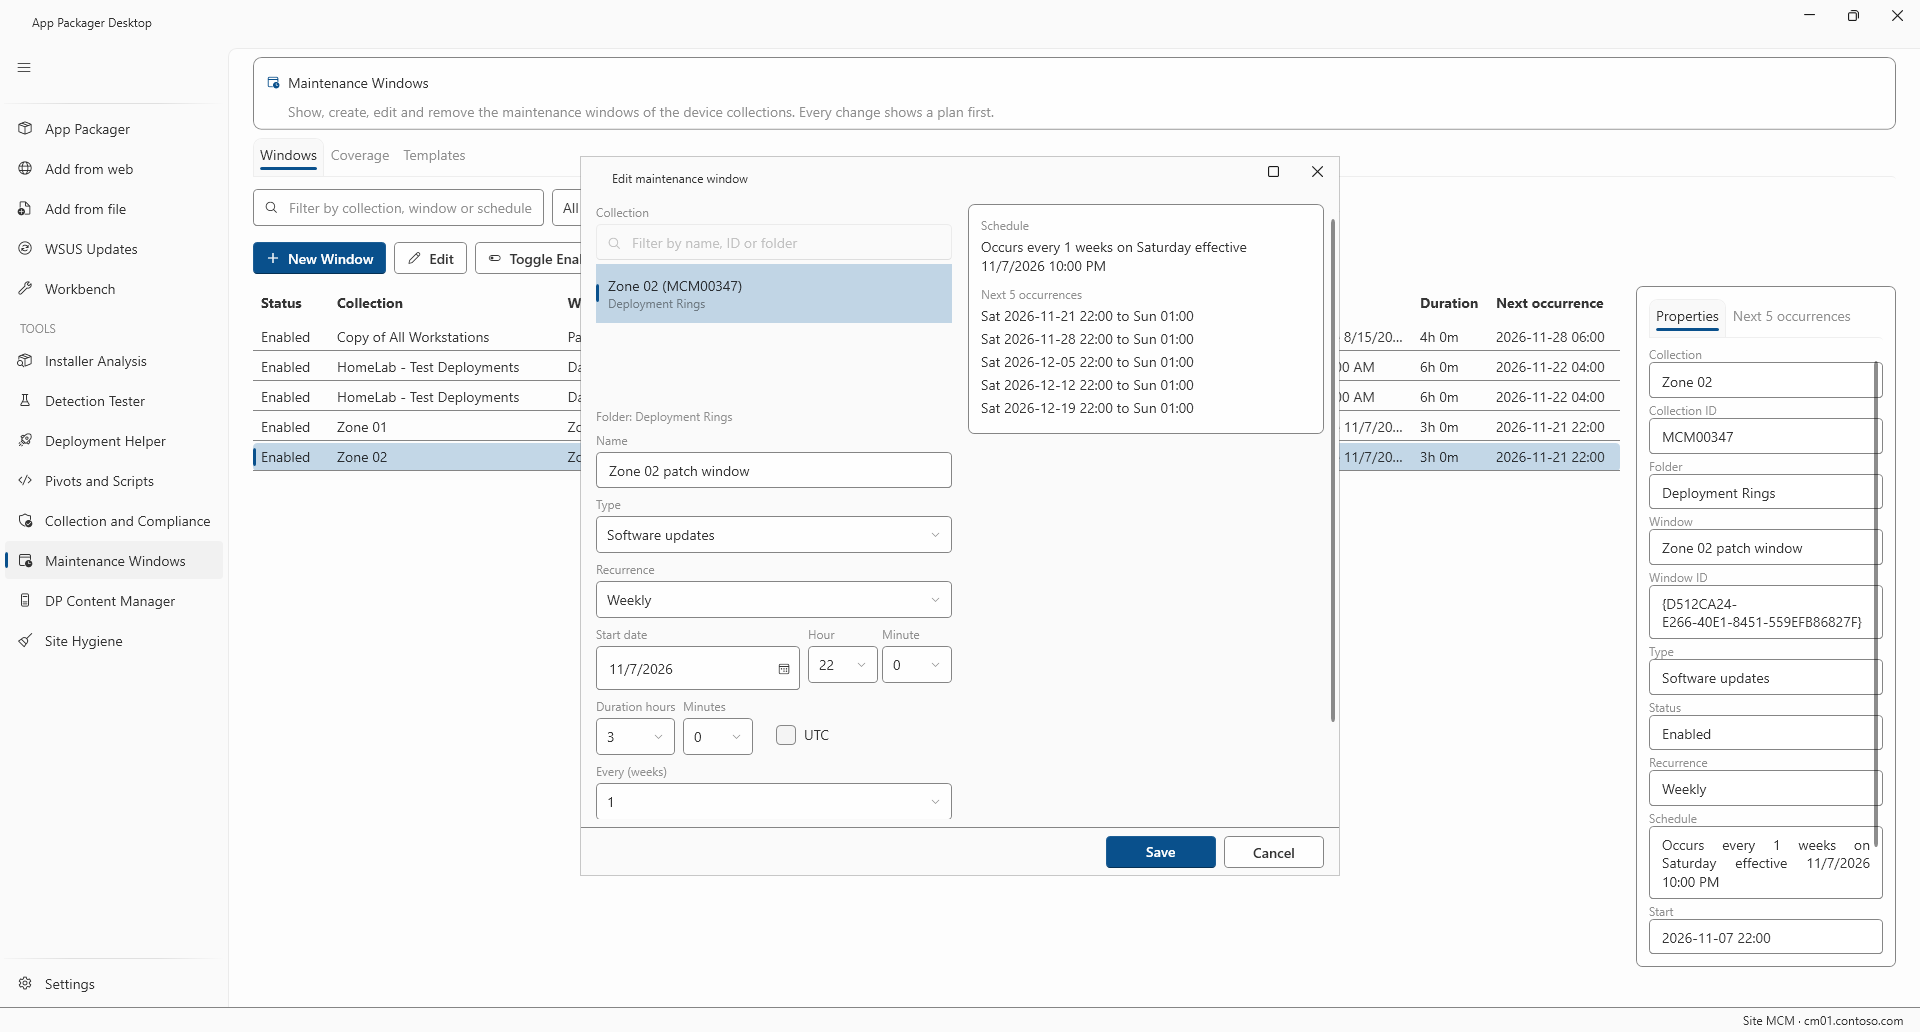 App Packager Desktop
App Packager
Add from web
Add from file
WSUS Updates
Workbench
TOOLS
Installer Analysis
Detection Tester
Deployment Helper
Pivots and Scripts
Collection and Compliance
Maintenance Windows
DP Content Manager
Site Hygiene
Settings
Maintenance Windows
Show, create, edit and remove the maintenance windows of the device collections. Every change shows a plan first.
Windows Coverage Templates
Filter by collection, window or schedule All
New Window Edit Toggle Enal
Status Collection W Duration Next occurrence
Enabled Copy of All Workstations Pa 8/15/20... 4h 0m 2026-11-28 06:00
Enabled HomeLab - Test Deployments Da 00 AM 6h 0m 2026-11-22 04:00
Enabled HomeLab - Test Deployments Da 00 AM 6h 0m 2026-11-22 04:00
Enabled Zone 01 Zc 11/7/20... 3h 0m 2026-11-21 22:00
Enabled Zone 02 Zc 11/7/20... 3h 0m 2026-11-21 22:00
Edit maintenance window
Collection
Filter by name, ID or folder
Zone 02 (MCM00347)
Deployment Rings
Folder: Deployment Rings
Name
Zone 02 patch window
Type
Software updates
Recurrence
Weekly
Start date Hour Minute
11/7/2026 22 0
Duration hours Minutes
3 0 UTC
Every (weeks)
1
Schedule
Occurs every 1 weeks on Saturday effective
11/7/2026 10:00 PM
Next 5 occurrences
Sat 2026-11-21 22:00 to Sun 01:00
Sat 2026-11-28 22:00 to Sun 01:00
Sat 2026-12-05 22:00 to Sun 01:00
Sat 2026-12-12 22:00 to Sun 01:00
Sat 2026-12-19 22:00 to Sun 01:00
Save Cancel
Properties Next 5 occurrences
Collection
Zone 02
Collection ID
MCM00347
Folder
Deployment Rings
Window
Zone 02 patch window
Window ID
{D512CA24-
E266-40E1-8451-559EFB86827F}
Type
Software updates
Status
Enabled
Recurrence
Weekly
Schedule
Occurs every 1 weeks on
Saturday effective 11/7/2026
10:00 PM
Start
2026-11-07 22:00
Site MCM · cm01.contoso.com